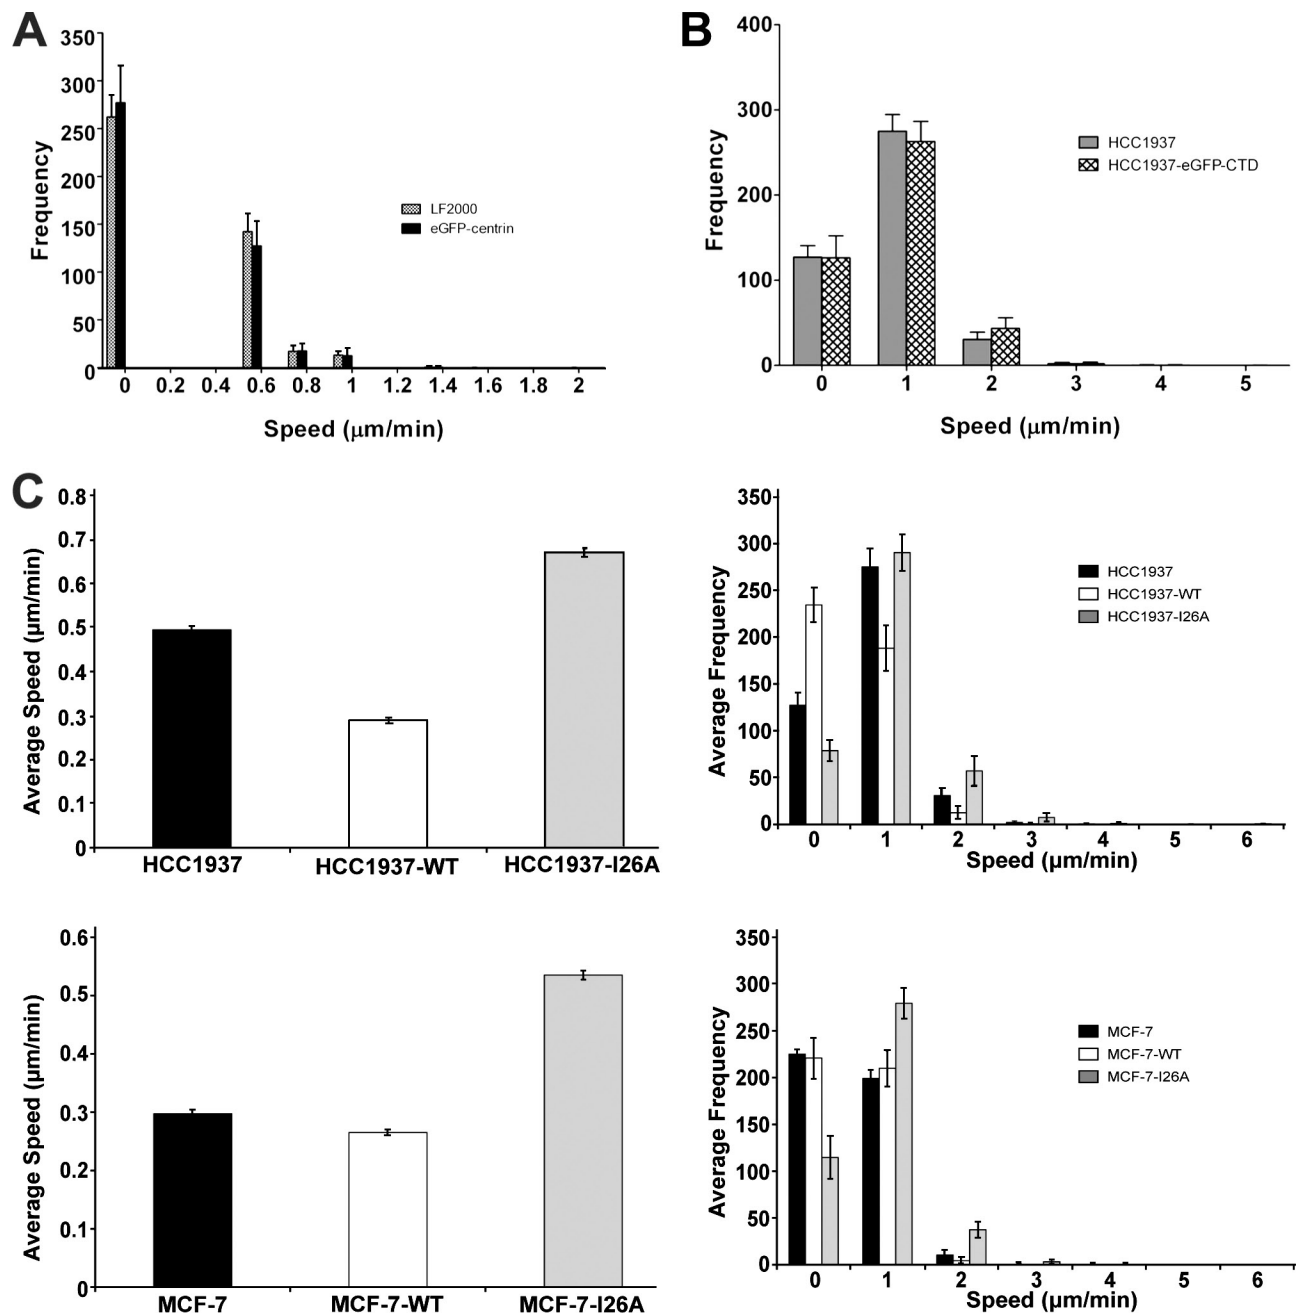 A
350
300
250
200
150
100
50
0
Frequency
LF2000
eGFP-centrin
0 0.2 0.4 0.6 0.8 1 1.2 1.4 1.6 1.8 2
Speed (µm/min)
B
400
300
200
100
0
Frequency
HCC1937
HCC1937-eGFP-CTD
0 1 2 3 4 5
Speed (µm/min)
C
0.8
0.7
0.6
0.5
0.4
0.3
0.2
0.1
0
Average Speed (µm/min)
HCC1937 HCC1937-WT HCC1937-I26A
350
300
250
200
150
100
50
0
Average Frequency
HCC1937
HCC1937-WT
HCC1937-I26A
0 1 2 3 4 5 6
Speed (µm/min)
0.6
0.5
0.4
0.3
0.2
0.1
0
Average Speed (µm/min)
MCF-7 MCF-7-WT MCF-7-I26A
350
300
250
200
150
100
50
0
Average Frequency
MCF-7
MCF-7-WT
MCF-7-I26A
0 1 2 3 4 5 6
Speed (µm/min)